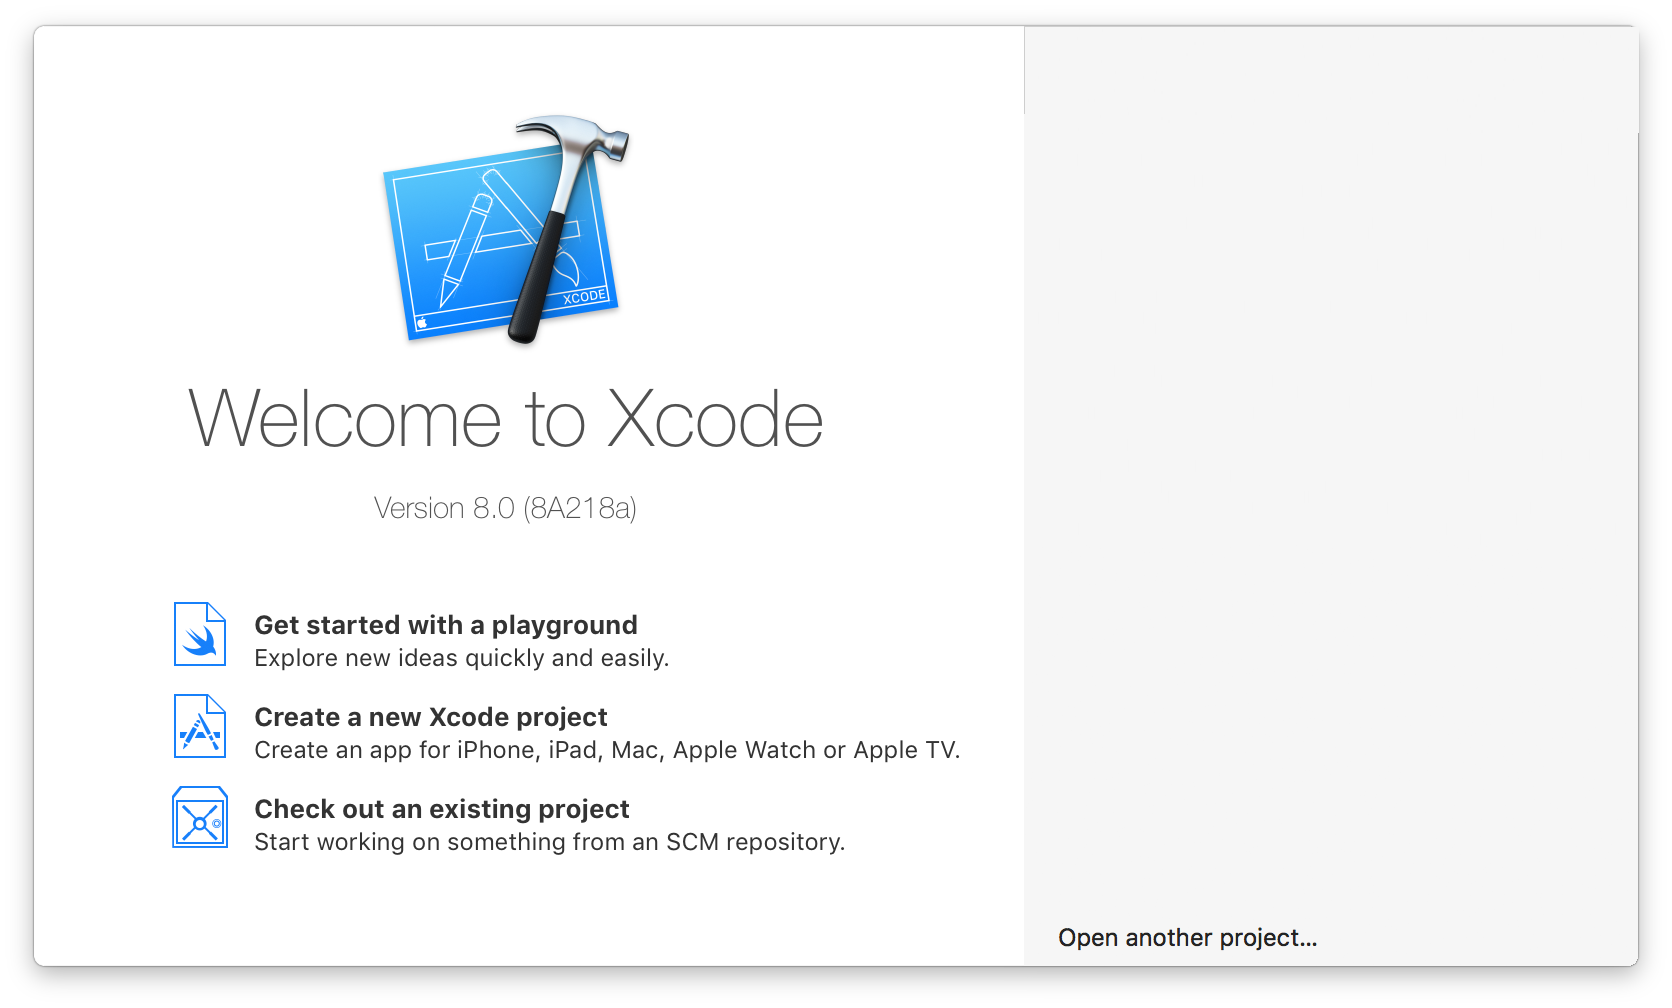 XCODE
Welcome to Xcode
Version 8.0 (8A218a)
Get started with a playground
Explore new ideas quickly and easily.
Create a new Xcode project
Create an app for iPhone, iPad, Mac, Apple Watch or Apple TV.
Check out an existing project
Start working on something from an SCM repository.
Open another project...